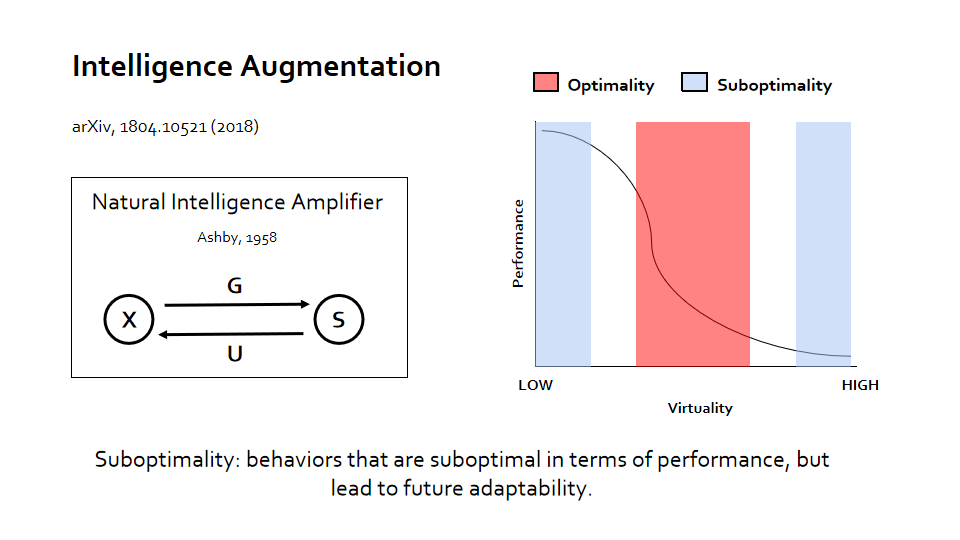 Intelligence Augmentation
arXiv, 1804.10521 (2018)
Natural Intelligence Amplifier
Ashby, 1958
G
X
S
U
Optimality
Suboptimality
Performance
LOW
HIGH
Virtuality
Suboptimality: behaviors that are suboptimal in terms of performance, but
lead to future adaptability.